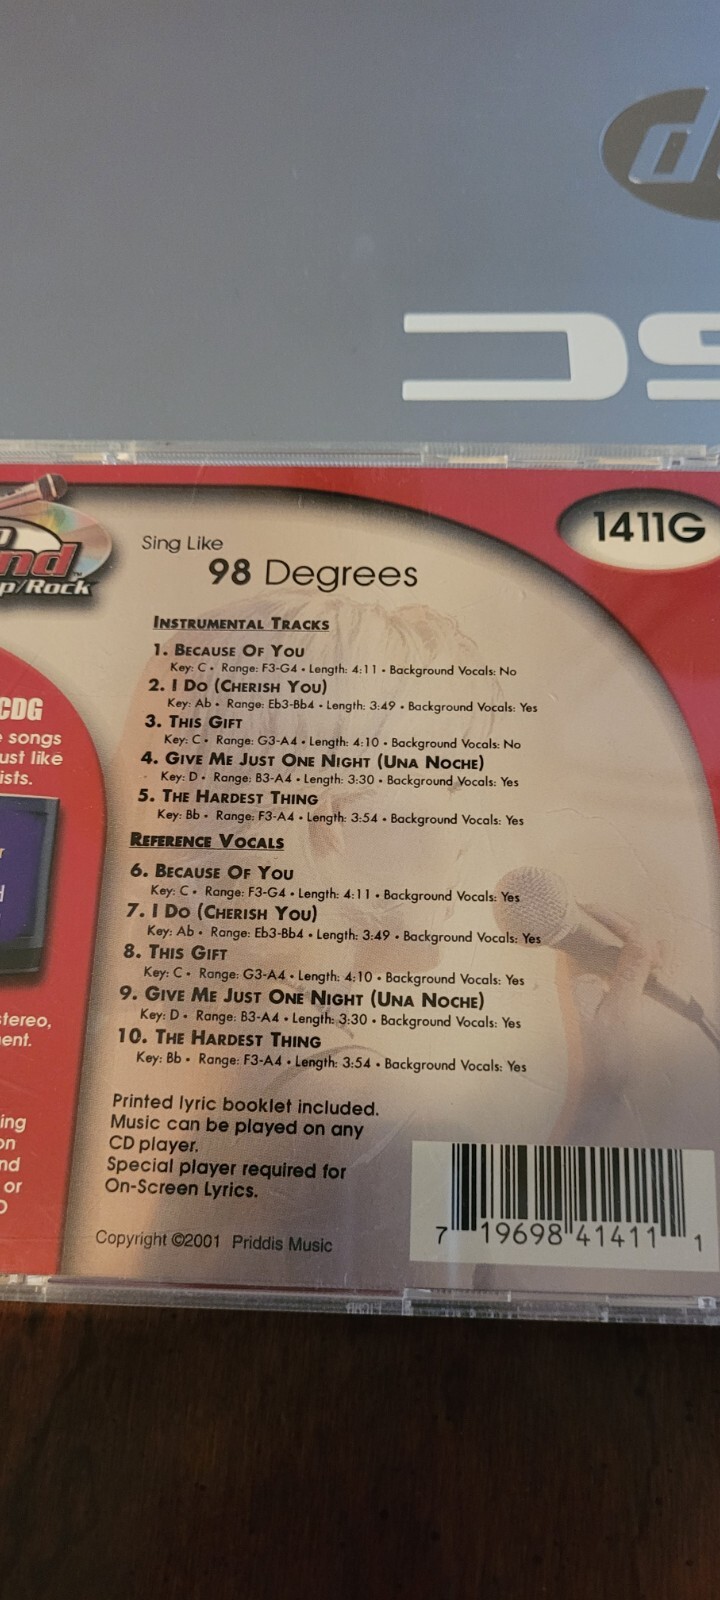 1411G
nd
p/Rock
Sing Like
98 Degrees
INSTRUMENTAL TRACKS
1. BECAUSE OF YOU
Key: C • Range: F3-G4 • Length: 4:11 • Background Vocals: No
2. I DO (CHERISH YOU)
Key: Ab • Range: Eb3-Bb4 • Length: 3:49 • Background Vocals: Yes
3. THIS GIFT
Key: C • Range: G3-A4 • Length: 4:10 • Background Vocals: No
4. GIVE ME JUST ONE NIGHT (UNA NOCHE)
Key: D • Range: B3-A4 • Length: 3:30 • Background Vocals: Yes
5. THE HARDEST THING
Key: Bb • Range: F3-A4 • Length: 3:54 • Background Vocals: Yes
REFERENCE VOCALS
6. BECAUSE OF YOU
Key: C • Range: F3-G4 • Length: 4:11 • Background Vocals: Yes
7. I DO (CHERISH YOU)
Key: Ab • Range: Eb3-Bb4 • Length: 3:49 • Background Vocals: Yes
8. THIS GIFT
Key: C • Range: G3-A4 • Length: 4:10 • Background Vocals: Yes
9. GIVE ME JUST ONE NIGHT (UNA NOCHE)
Key: D • Range: B3-A4 • Length: 3:30 • Background Vocals: Yes
10. THE HARDEST THING
Key: Bb • Range: F3-A4 • Length: 3:54 • Background Vocals: Yes
Printed lyric booklet included.
Music can be played on any
CD player.
Special player required for
On-Screen Lyrics.
Copyright ©2001 Priddis Music
7 19698 41411 1
CDG
songs
ust like
ists.
stereo,
ent.
ing
on
nd
or
D